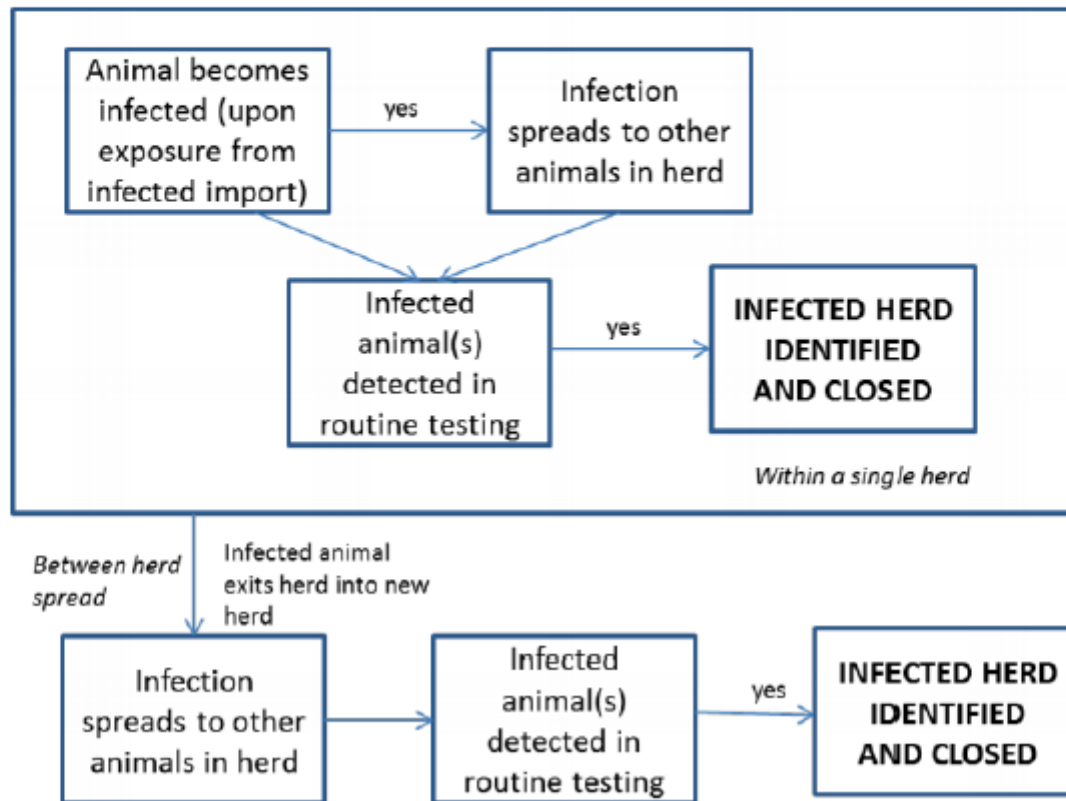 Animal becomes
infected (upon
exposure from
infected import)
yes
Infection
spreads to other
animals in herd
Infected
animal(s)
detected in
routine testing
yes
INFECTED HERD
IDENTIFIED
AND CLOSED
Within a single herd
Between herd
spread
Infected animal
exits herd into new
herd
Infection
spreads to other
animals in herd
Infected
animal(s)
detected in
routine testing
yes
INFECTED HERD
IDENTIFIED
AND CLOSED